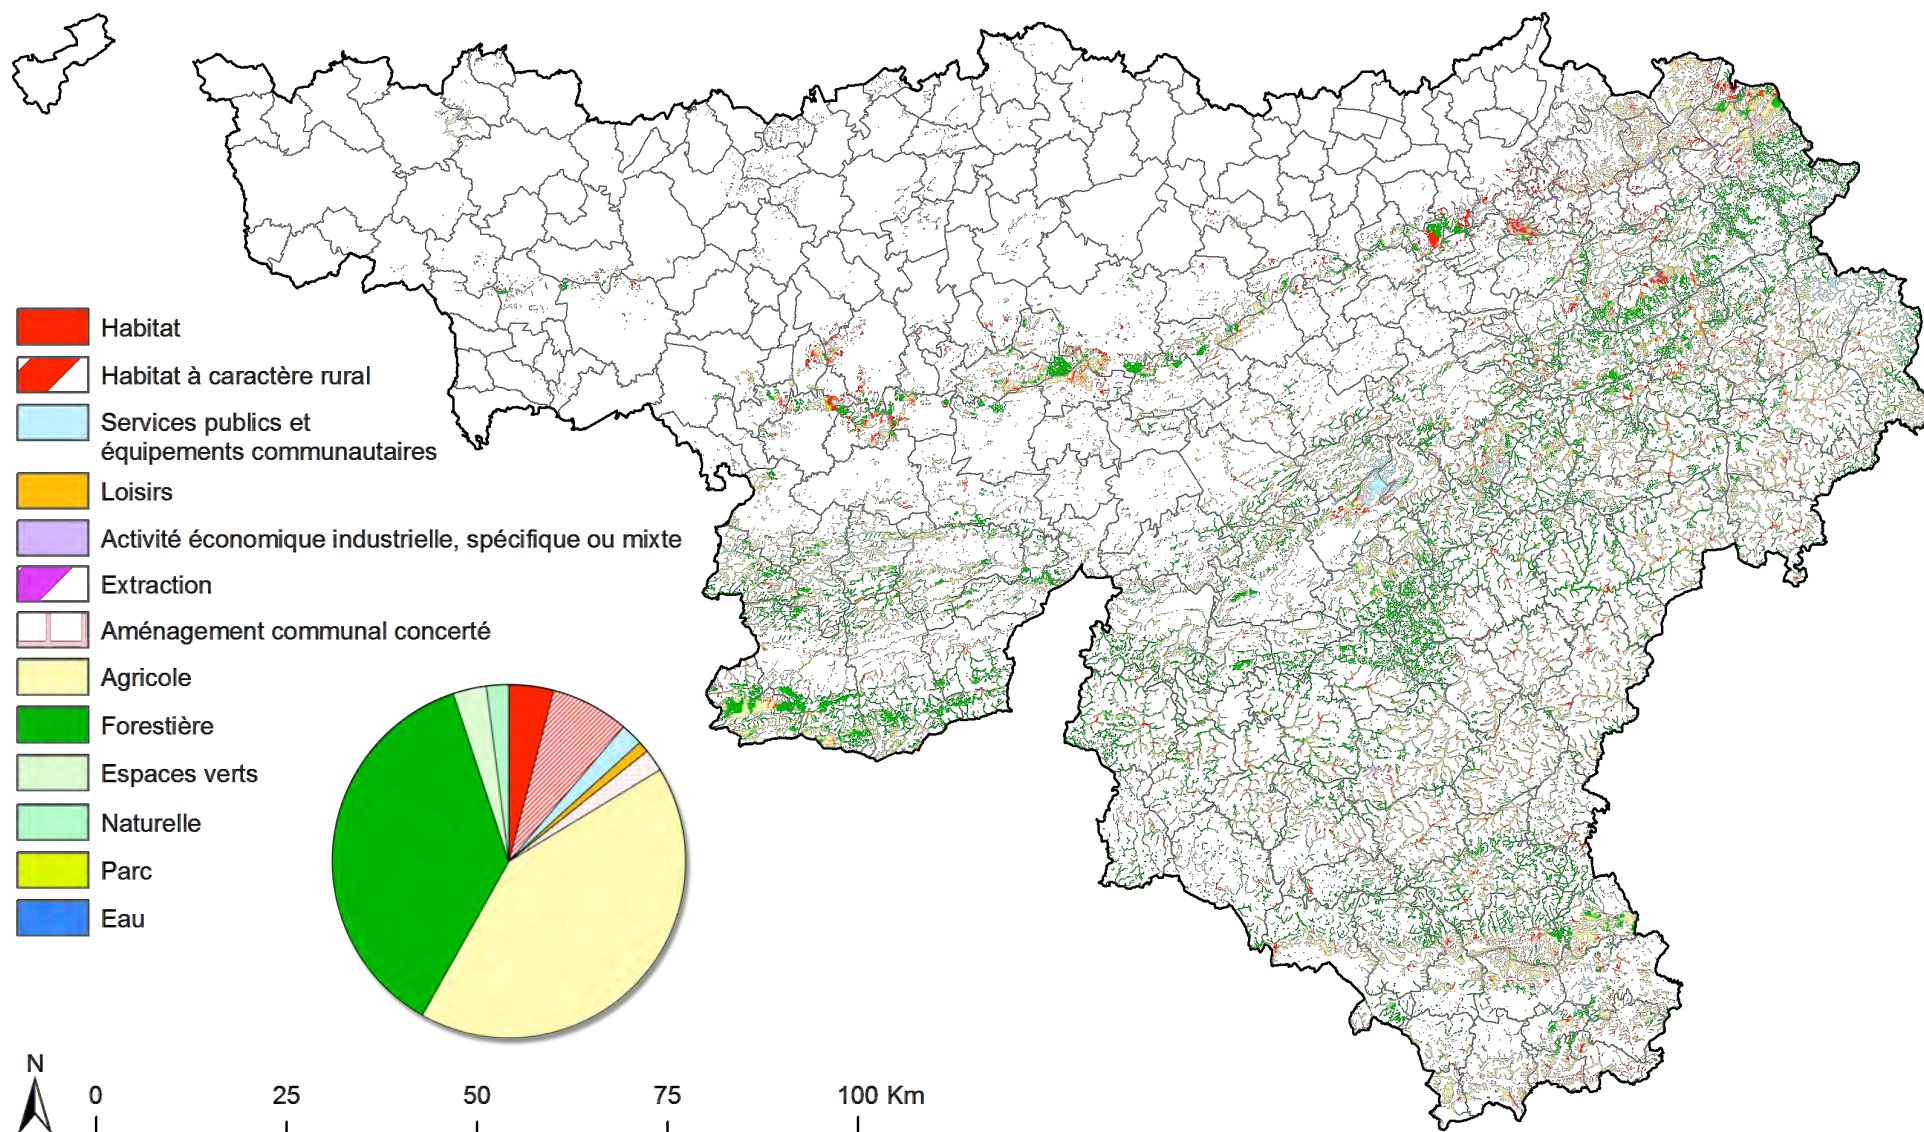 Habitat
Habitat à caractère rural
Services publics et
équipements communautaires
Loisirs
Activité économique industrielle, spécifique ou mixte
Extraction
Aménagement communal concerté
Agricole
Forestière
Espaces verts
Naturelle
Parc
Eau
N
0 25 50 75 100 Km